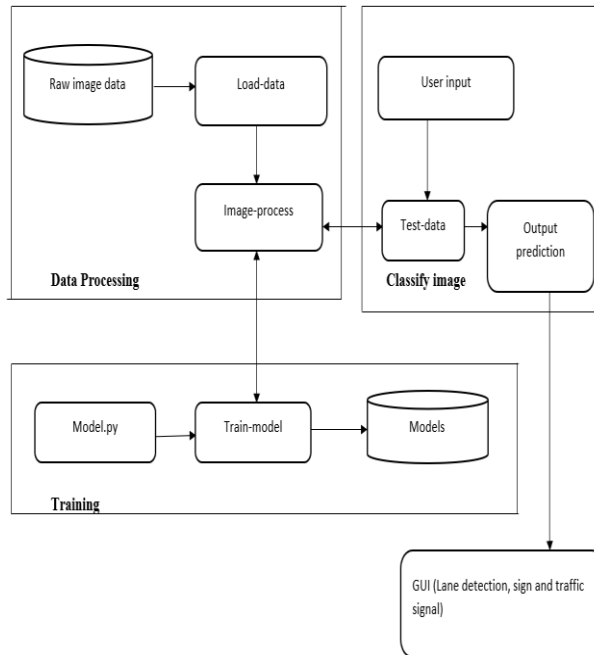 Raw image data
Load-data
Image-process
Data Processing
User input
Test-data
Output
prediction
Classify image
Model.py
Train-model
Models
Training
GUI (Lane detection, sign and traffic
signal)